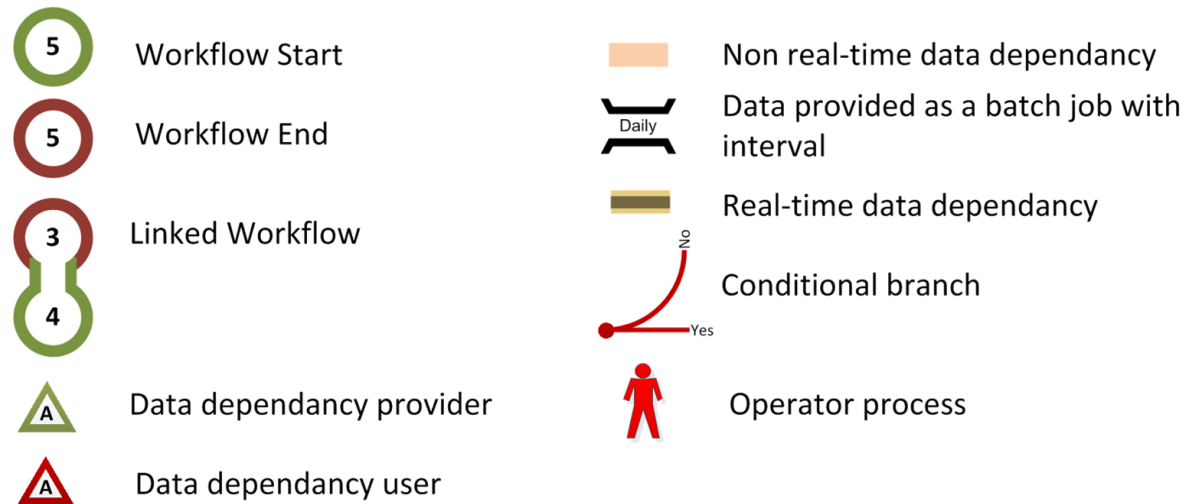 5 Workflow Start
5 Workflow End
3 Linked Workflow
4
A Data dependancy provider
A Data dependancy user
Non real-time data dependancy
Daily Data provided as a batch job with
interval
Real-time data dependancy
No
Conditional branch
Yes
Operator process